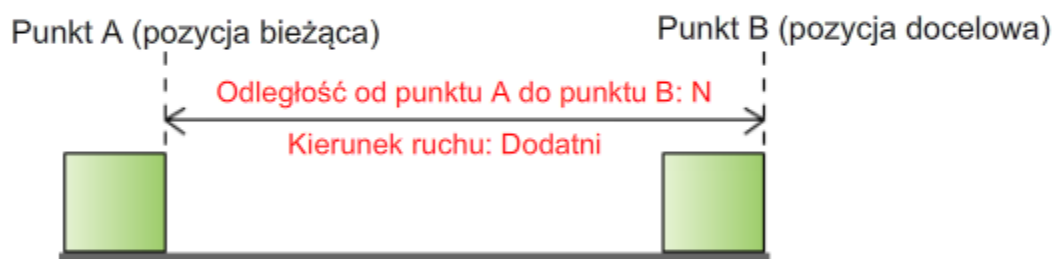 Punkt A (pozycja bieżąca)
Punkt B (pozycja docelowa)
Odległość od punktu A do punktu B: N
Kierunek ruchu: Dodatni